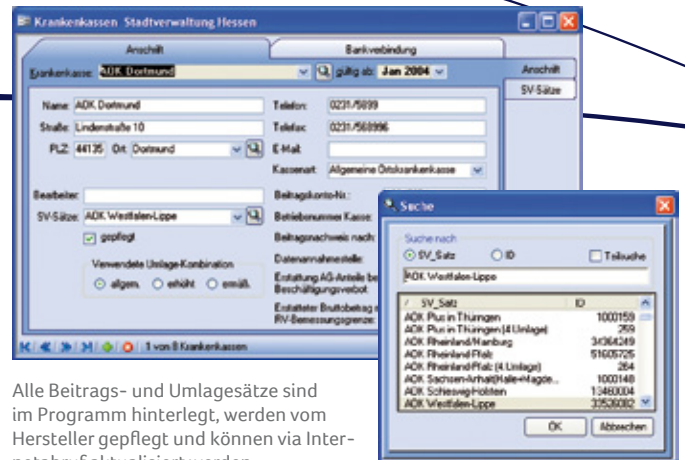 Krankenkassen Stadtverwaltung Hessen
Anschrift
Bankverbindung
Krankenkasse: AOK Dortmund
gültig ab: Jan 2004
Anschrift
SV-Sätze
Name: AOK Dortmund
Telefon: 0231/5899
Straße: Lindenstraße 10
Telefax: 0231/568996
PLZ: 44135 Ort: Dortmund
E-Mail:
Kassenart: Allgemeine Ortskrankenkasse
Bearbeiter:
Beitragskonto-Nr.:
SV-Sätze: AOK Westfalen-Lippe
Betriebsnummer Kasse:
gepflegt
Beitragsnachweis nach:
Datenannahmestelle:
Verwendete Umlage-Kombination
allgem. erhöht ermäß.
Erstattung AG-Anteile be
Beschäftigungsverbot:
Erstatteter Bruttobetrag
RV-Bemessungsgrenze:
1 von 8 Krankenkassen
Suche
Suche nach
SV_Satz ID Teilsuche
AOK Westfalen-Lippe
/ SV_Satz ID
AOK Plus in Thüringen 1000159
AOK Plus in Thüringen (4.Umlage) 259
AOK Rheinland/Hamburg 34364249
AOK Rheinland-Pfalz 51605725
AOK Rheinland-Pfalz (4.Umlage) 264
AOK Sachsen-Anhalt(Halle+Magde... 1000148
AOK Schleswig-Holstein 13460004
AOK Westfalen-Lippe 33526082
OK Abbrechen
Alle Beitrags- und Umlagesätze sind
im Programm hinterlegt, werden vom
Hersteller gepflegt und können via Inter-
netabruf aktualisiert werden